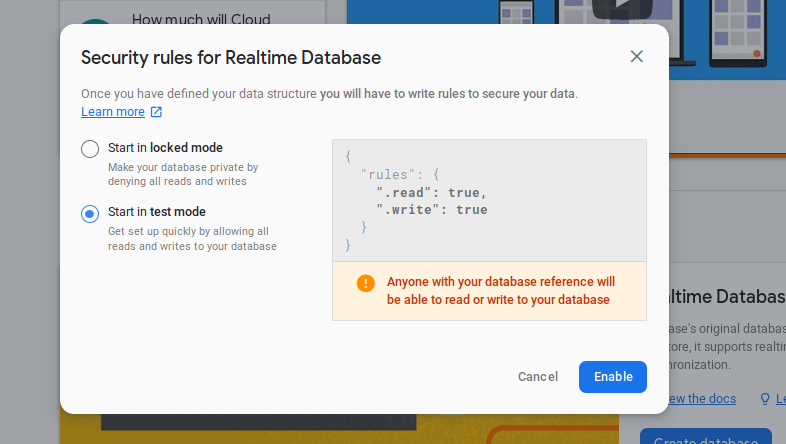 How much will Cloud
Security rules for Realtime Database
Once you have defined your data structure you will have to write rules to secure your data.
Learn more
Start in locked mode
Make your database private by
denying all reads and writes
Start in test mode
Get set up quickly by allowing all
reads and writes to your database
{
"rules": {
".read": true,
".write": true
}
}
Anyone with your database reference will
be able to read or write to your database
Cancel
Enable
ltime Databas
ase's original databas
tore, it supports realti
hronization.
ew the docs
Le
Create database